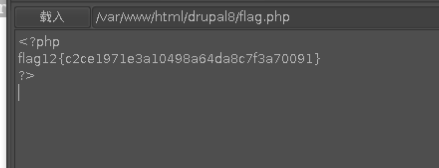 载入 /var/www/html/drupal8/flag.php
<?php
flag12{c2ce1971e3a10498a64da8c7f3a70091}
?>